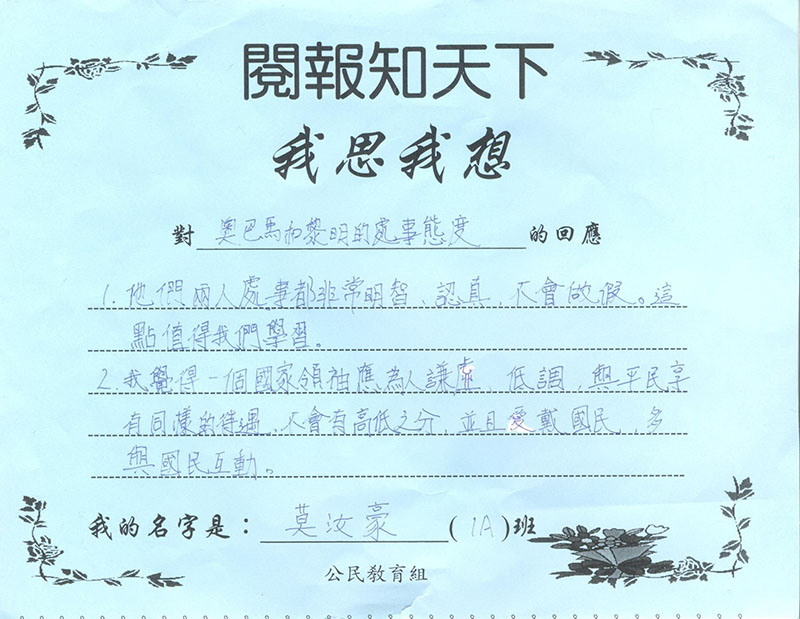 閱報知天下
我思我想
對 奧巴馬和黎明的處事態度 的回應
1. 他們兩人處事都非常明智、認真,不會做假。這
點值得我們學習。
2. 我覺得一個國家領袖應為人謙虛、低調,與平民享
有同樣的待遇,不會有高低之分,並且愛戴國民,多
與國民互動。
我的名字是: 莫汝豪 (1A)班
公民教育組